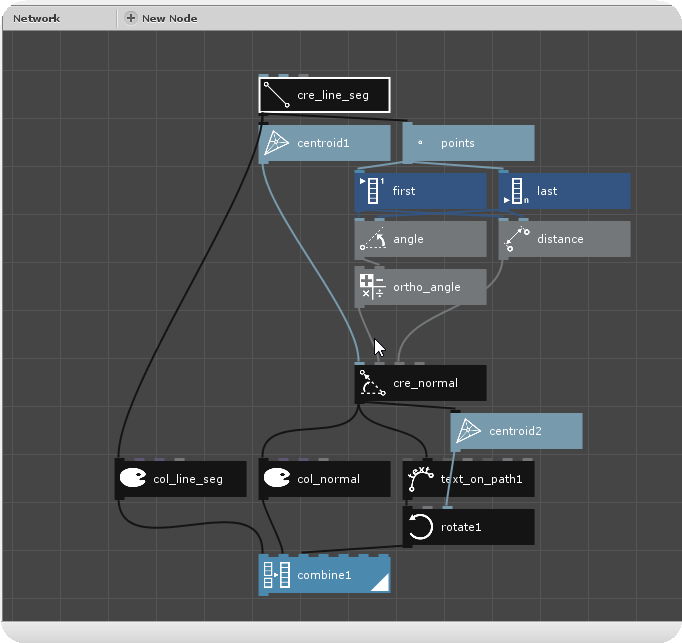 Network
New Node
cre_line_seg
centroid1
points
first
last
angle
distance
ortho_angle
cre_normal
centroid2
col_line_seg
col_normal
text_on_path1
rotate1
combine1